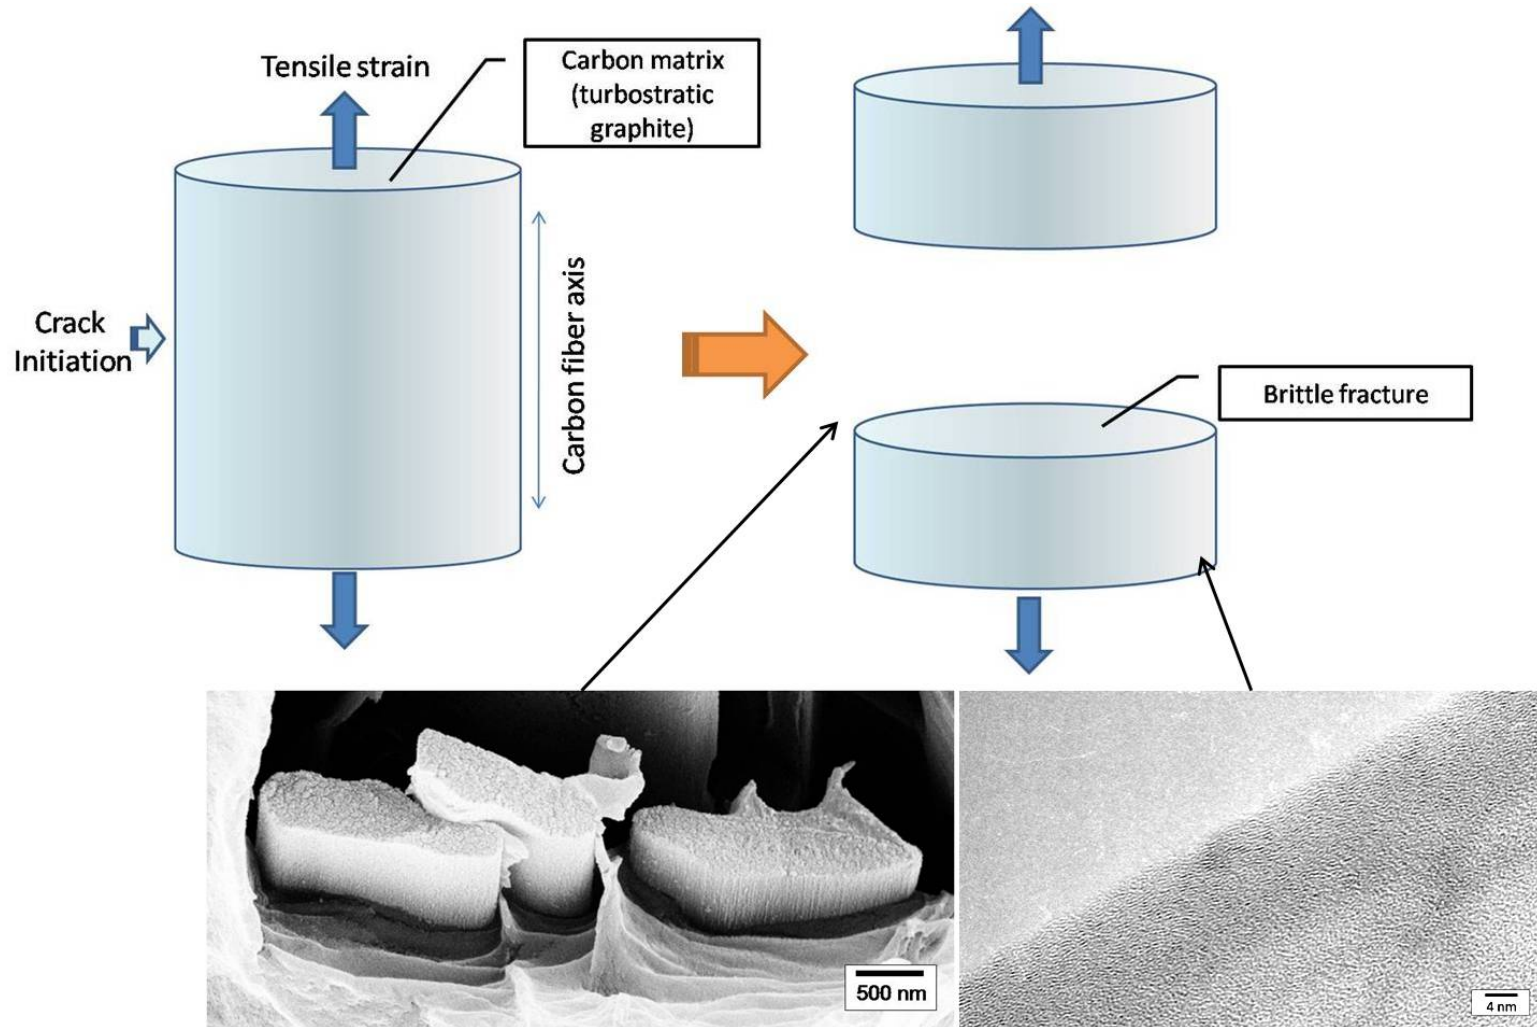 Tensile strain
Carbon matrix
(turbostratic
graphite)
Crack
Initiation
Carbon fiber axis
Brittle fracture
500 nm
4 nm